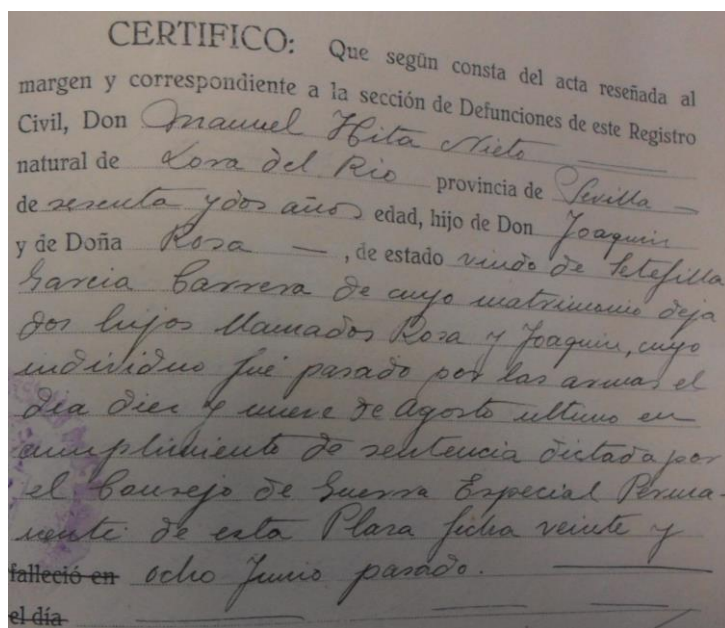 CERTIFICO: Que según consta del acta reseñada al
margen y correspondiente a la sección de Defunciones de este Registro
Civil, Don Manuel Hita Nieto
natural de Lora del Rio provincia de Sevilla
de sesenta y dos años edad, hijo de Don Joaquin
y de Doña Rosa —, de estado viudo de Setefilla
Garcia Carrera de cuyo matrimonio deja
dos hijos llamados Rosa y Joaquin, cuyo
individuo fué pasado por las armas el
dia diez y nueve de Agosto ultimo en
cumplimiento de sentencia dictada por
el Consejo de Guerra Especial Perma
nente de esta Plaza ficha veinte y
falleció en ocho Junio pasado.
el día